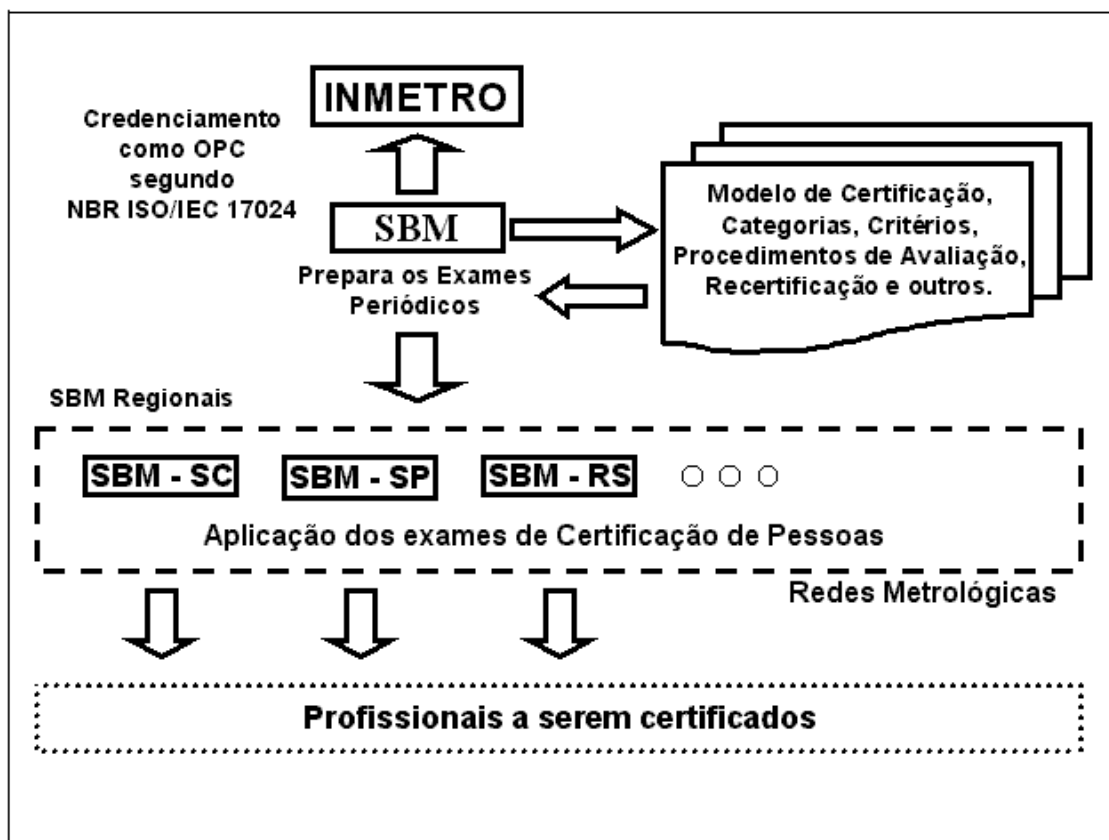 INMETRO
Credenciamento
como OPC
segundo
NBR ISO/IEC 17024
SBM
Prepara os Exames
Periódicos
Modelo de Certificação,
Categorias, Critérios,
Procedimentos de Avaliação,
Recertificação e outros.
SBM Regionais
SBM - SC
SBM - SP
SBM - RS
Aplicação dos exames de Certificação de Pessoas
Redes Metrológicas
Profissionais a serem certificados